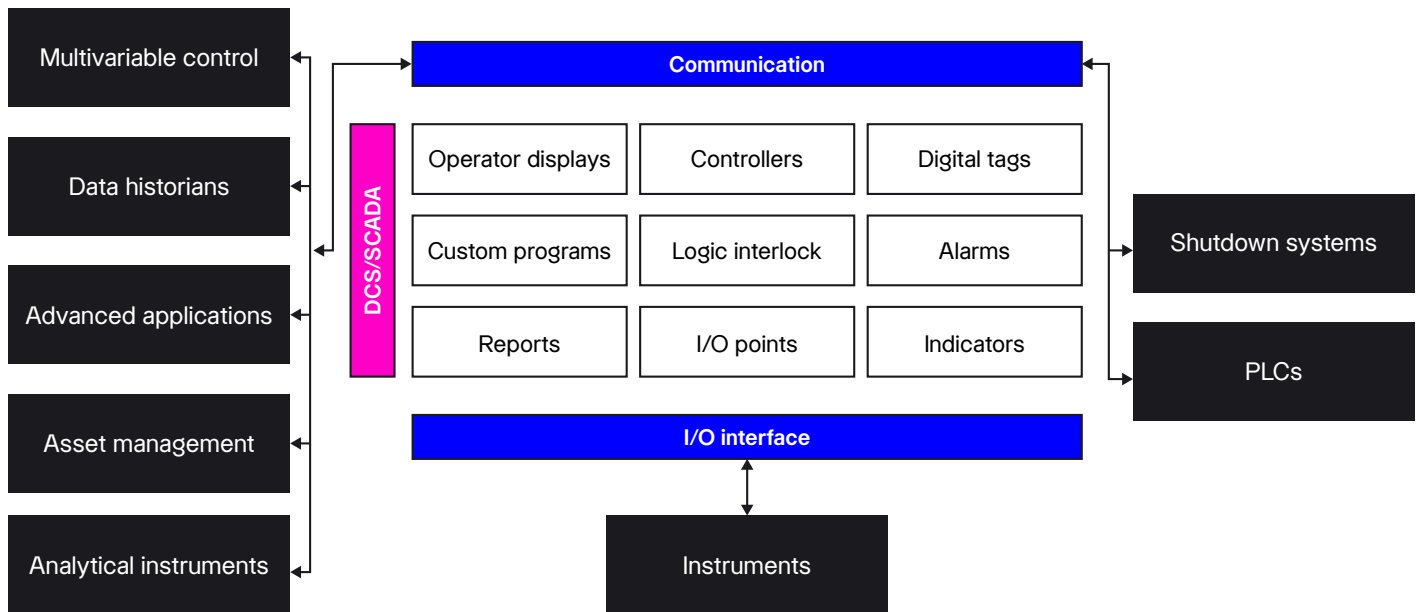 Multivariable control
Data historians
Advanced applications
Asset management
Analytical instruments
Communication
DCS/SCADA
Operator displays
Controllers
Digital tags
Custom programs
Logic interlock
Alarms
Reports
I/O points
Indicators
I/O interface
Instruments
Shutdown systems
PLCs